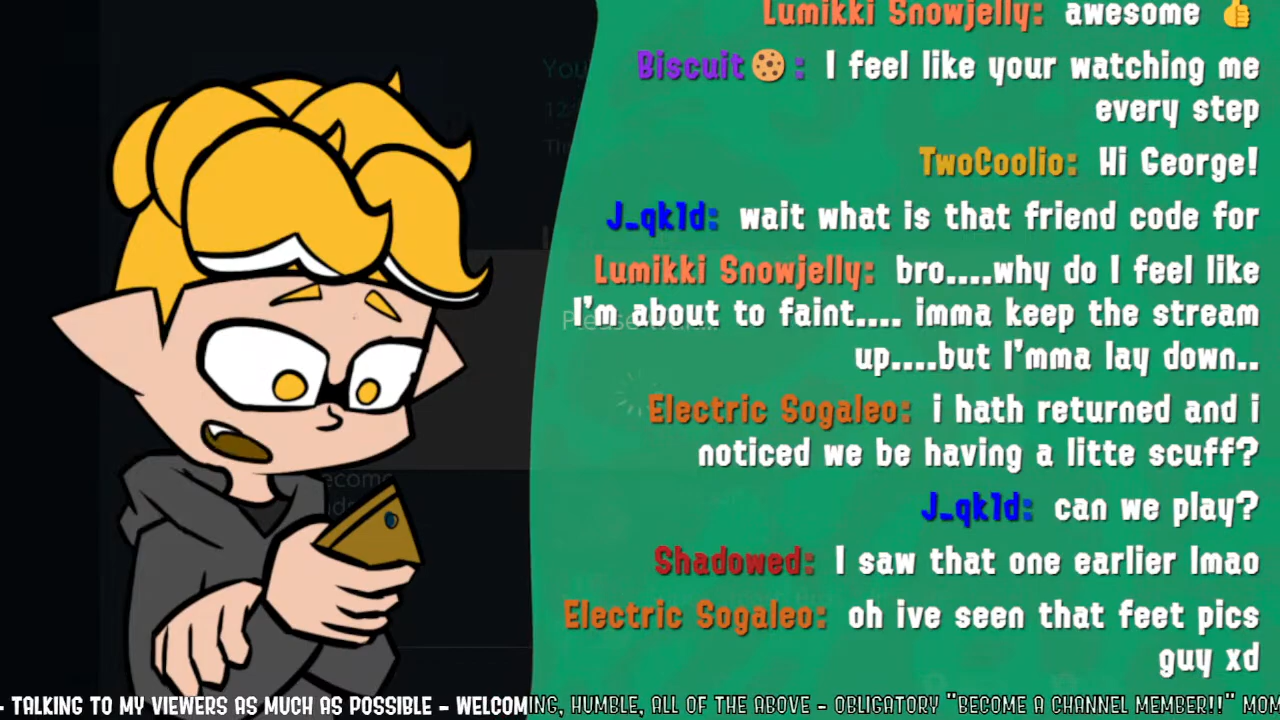 Lumikki Snowjelly: awesome 👍
Biscuit🍪: I feel like your watching me
every step
TwoCoolio: Hi George!
J_qk1d: wait what is that friend code for
Lumikki Snowjelly: bro....why do I feel like
I'm about to faint.... imma keep the stream
up....but I'mma lay down..
Electric Sogaleo: i hath returned and i
noticed we be having a litte scuff?
J_qk1d: can we play?
Shadowed: I saw that one earlier lmao
Electric Sogaleo: oh ive seen that feet pics
guy xd
- TALKING TO MY VIEWERS AS MUCH AS POSSIBLE - WELCOMING, HUMBLE, ALL OF THE ABOVE - OBLIGATORY "BECOME A CHANNEL MEMBER!!" MOM